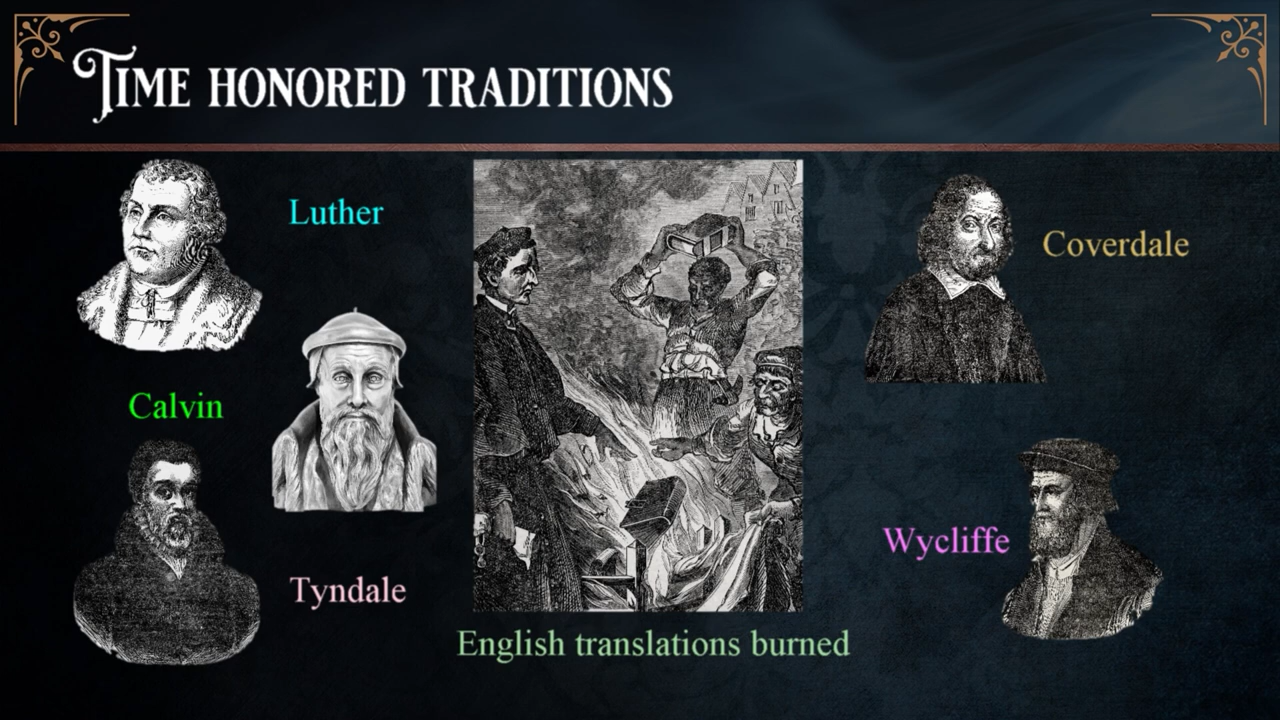 Time honored traditions
Luther
Coverdale
Calvin
Wycliffe
Tyndale
English translations burned